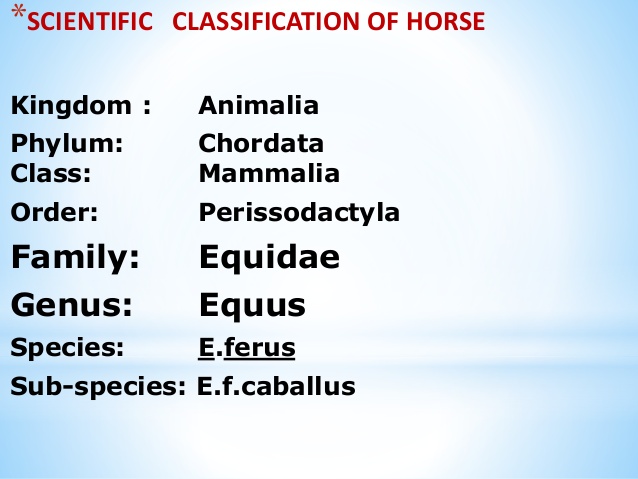 *SCIENTIFIC CLASSIFICATION OF HORSE
Kingdom : Animalia
Phylum: Chordata
Class: Mammalia
Order: Perissodactyla
Family: Equidae
Genus: Equus
Species: E.ferus
Sub-species: E.f.caballus